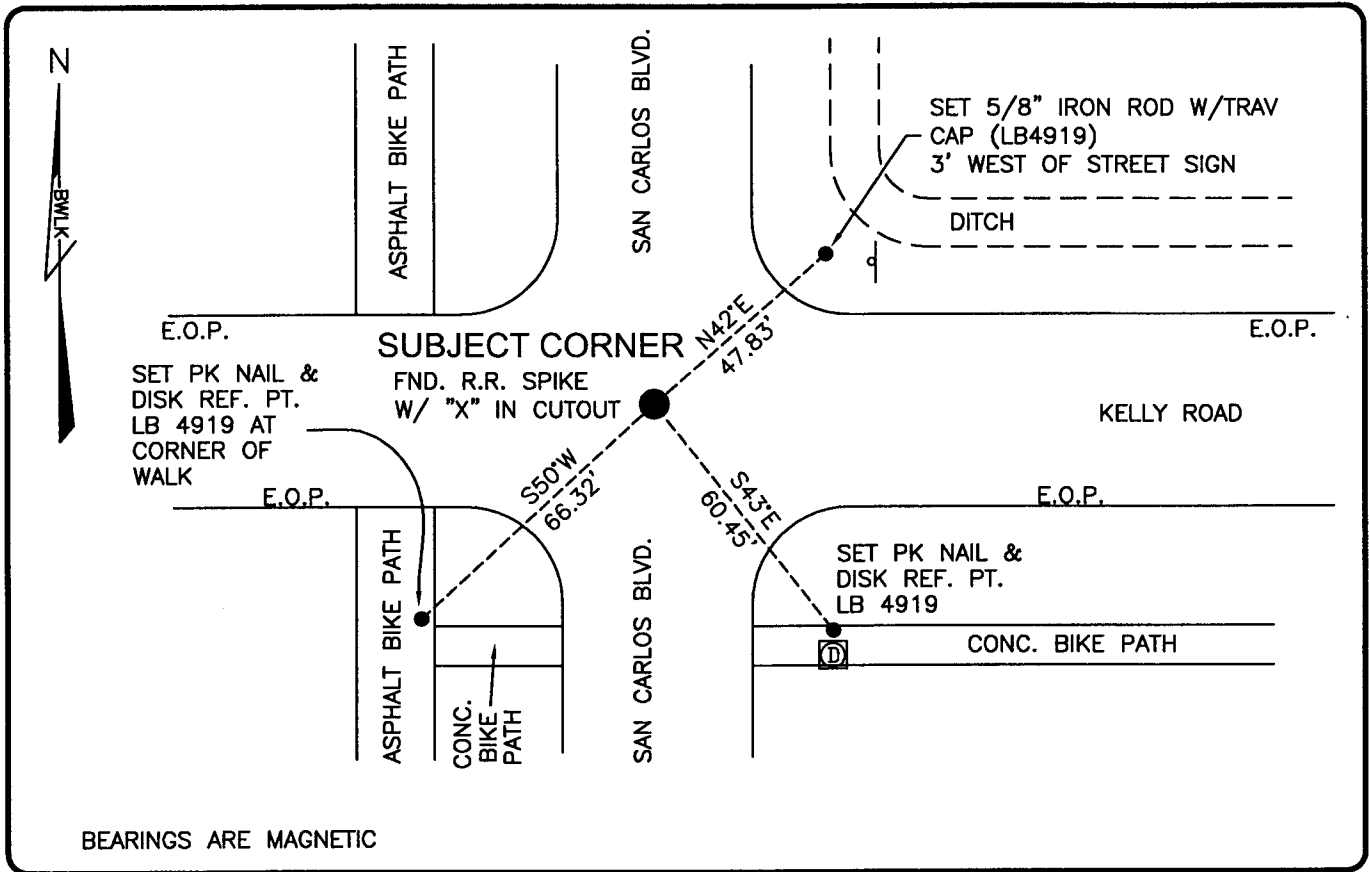 N
BWLK
ASPHALT BIKE PATH
SAN CARLOS BLVD.
SET 5/8" IRON ROD W/TRAV
CAP (LB4919)
3' WEST OF STREET SIGN
DITCH
E.O.P.
E.O.P.
SUBJECT CORNER
FND. R.R. SPIKE
W/ "X" IN CUTOUT
N42°E
47.83'
SET PK NAIL &
DISK REF. PT.
LB 4919 AT
CORNER OF
WALK
KELLY ROAD
E.O.P.
S50°W
66.32'
S43°E
60.45'
E.O.P.
ASPHALT BIKE PATH
CONC.
BIKE
PATH
SAN CARLOS BLVD.
SET PK NAIL &
DISK REF. PT.
LB 4919
D
CONC. BIKE PATH
BEARINGS ARE MAGNETIC